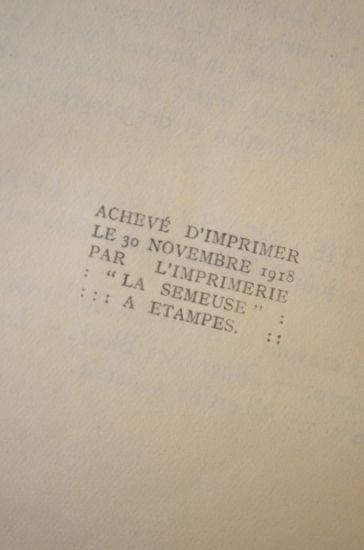 ACHEVÉ D'IMPRIMER
LE 30 NOVEMBRE 1918
PAR L'IMPRIMERIE
: " LA SEMEUSE " :
: : : A ETAMPES. : :